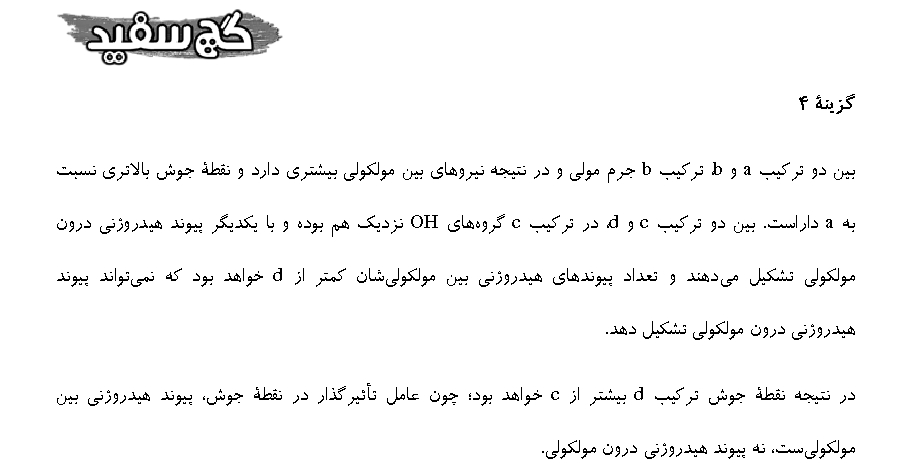 گچ سفید
گزینهٔ ۴
بین دو ترکیب a و b، ترکیب b جرم مولی و در نتیجه نیروهای بین مولکولی بیشتری دارد و نقطهٔ جوش بالاتری نسبت
به a داراست. بین دو ترکیب c و d، در ترکیب c گروه‌های OH نزدیک هم بوده و با یکدیگر پیوند هیدروژنی درون
مولکولی تشکیل می‌دهند و تعداد پیوندهای هیدروژنی بین مولکولی‌شان کمتر از d خواهد بود که نمی‌تواند پیوند
هیدروژنی درون مولکولی تشکیل دهد.
در نتیجه نقطهٔ جوش ترکیب d بیشتر از c خواهد بود؛ چون عامل تأثیرگذار در نقطهٔ جوش، پیوند هیدروژنی بین
مولکولی‌ست، نه پیوند هیدروژنی درون مولکولی.